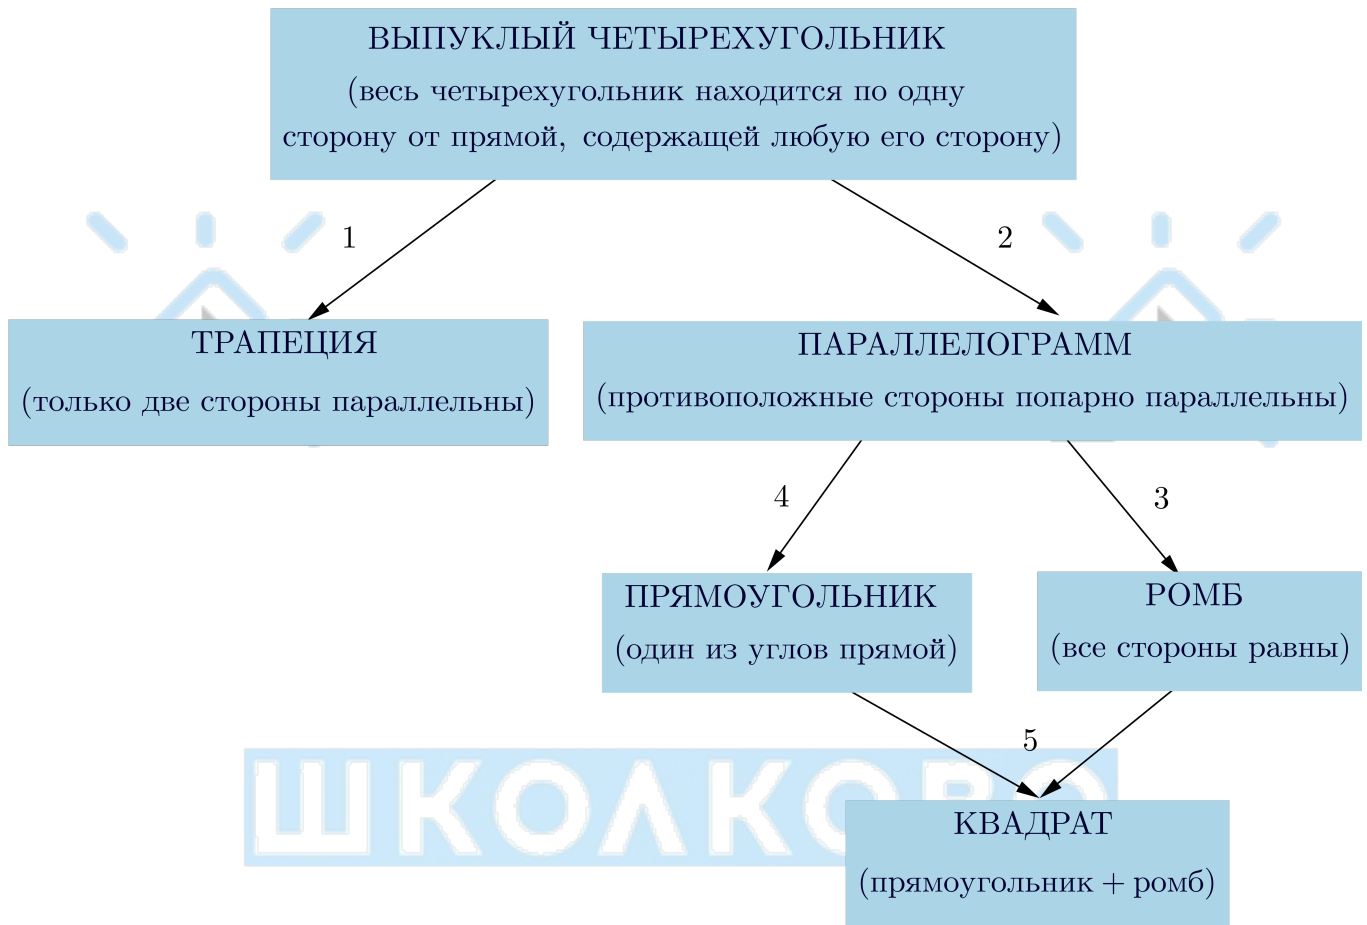 ВЫПУКЛЫЙ ЧЕТЫРЕХУГОЛЬНИК
(весь четырехугольник находится по одну
сторону от прямой, содержащей любую его сторону)
1
2
ТРАПЕЦИЯ
(только две стороны параллельны)
ПАРАЛЛЕЛОГРАММ
(противоположные стороны попарно параллельны)
4
3
ПРЯМОУГОЛЬНИК
(один из углов прямой)
РОМБ
(все стороны равны)
5
ШКОЛКОВО
КВАДРАТ
(прямоугольник + ромб)